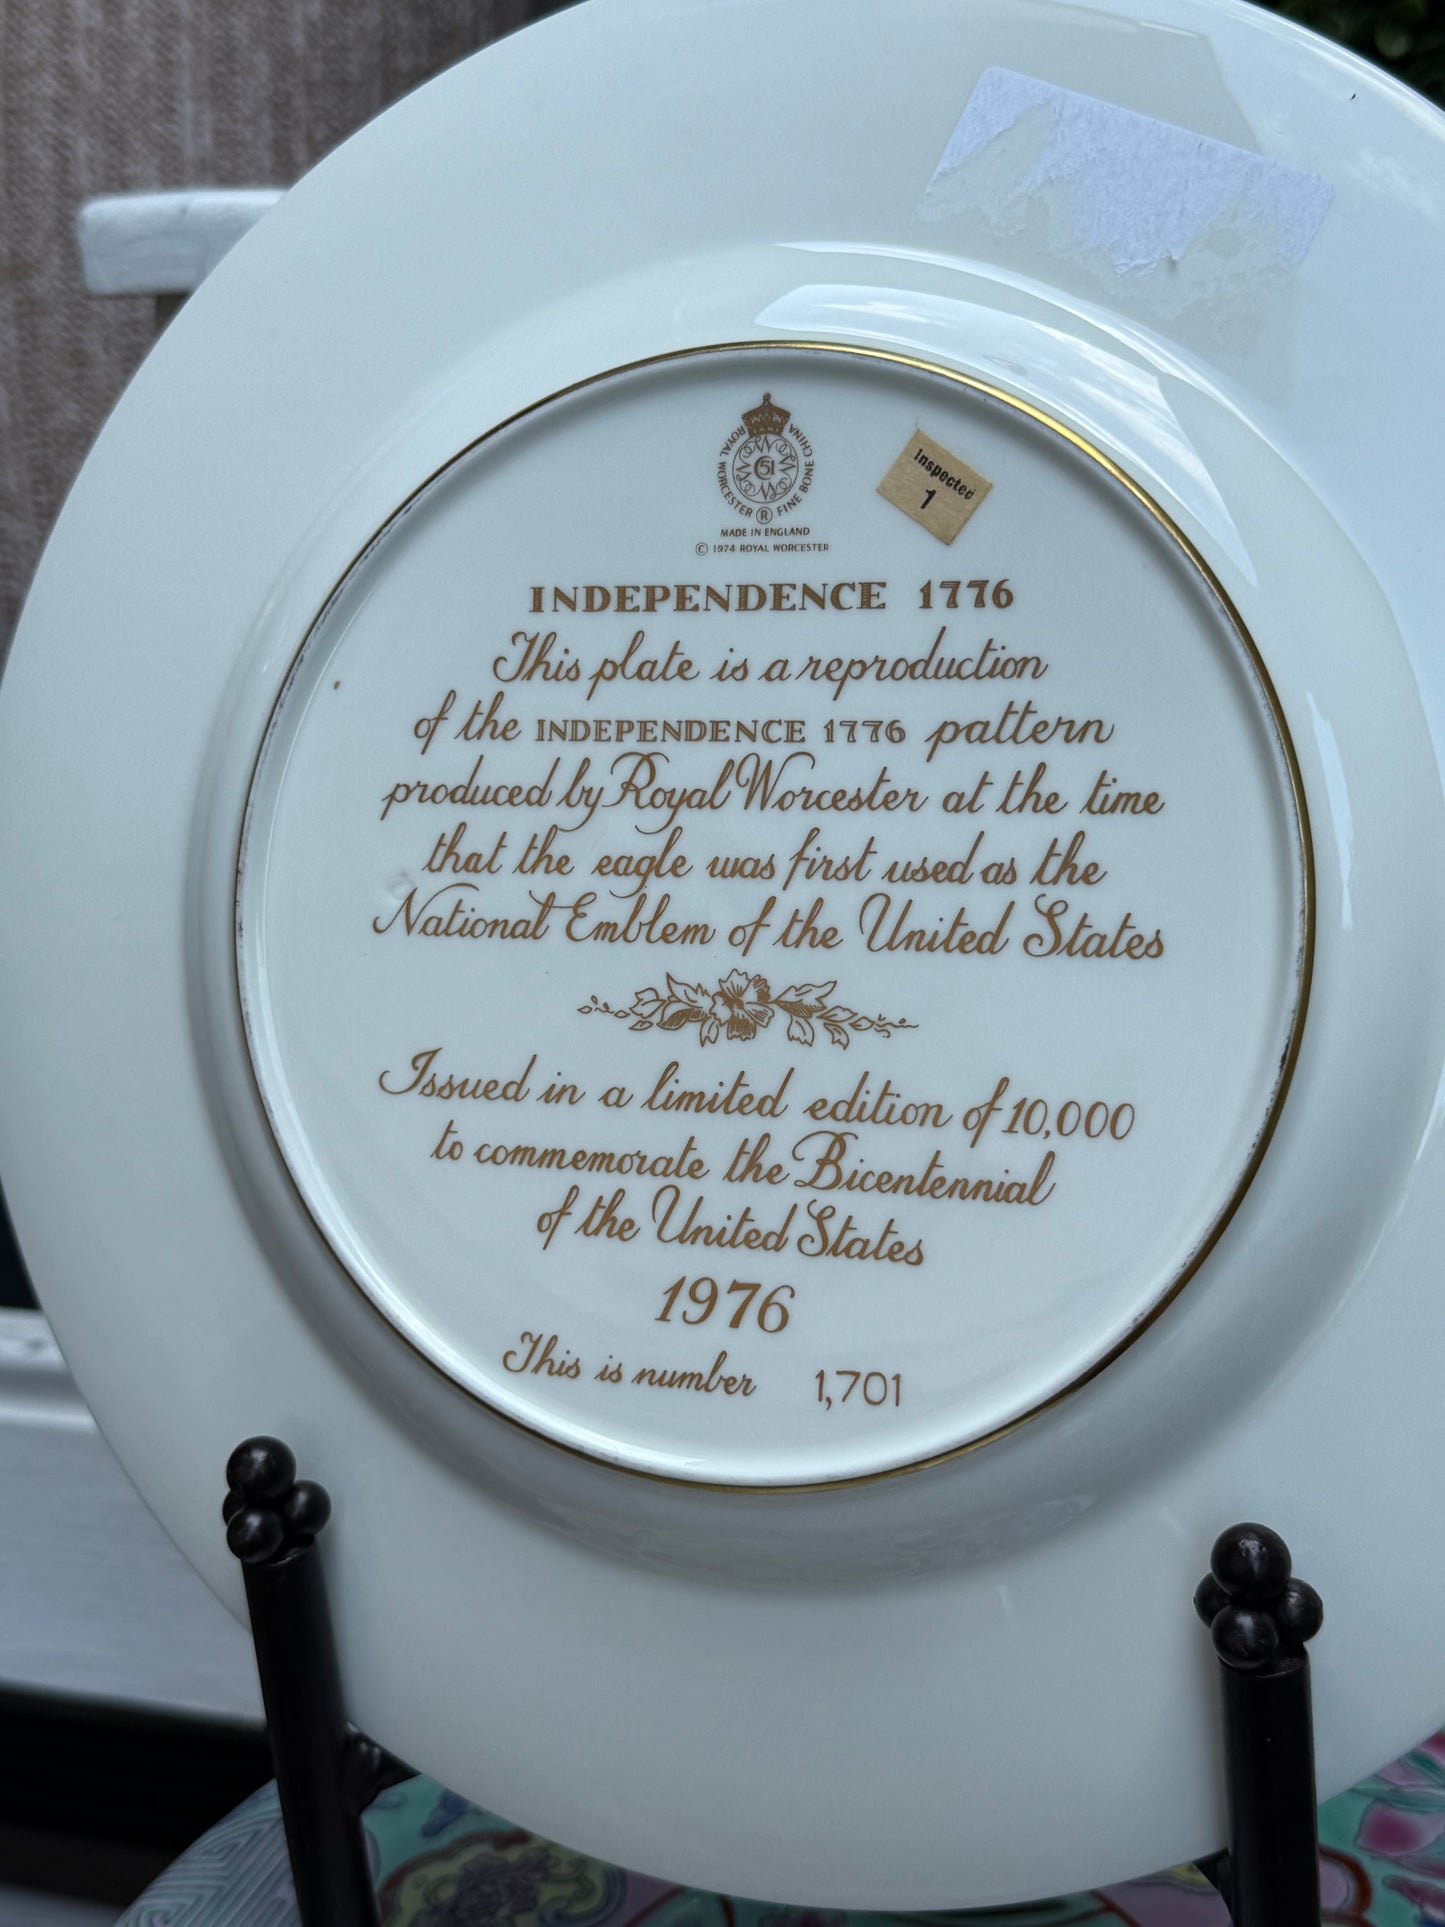 ROYAL WORCESTER ® FINE BONE CHINA
51
MADE IN ENGLAND
© 1974 ROYAL WORCESTER
Inspected
1
INDEPENDENCE 1776
This plate is a reproduction
of the INDEPENDENCE 1776 pattern
produced by Royal Worcester at the time
that the eagle was first used as the
National Emblem of the United States
Issued in a limited edition of 10,000
to commemorate the Bicentennial
of the United States
1976
This is number 1,701